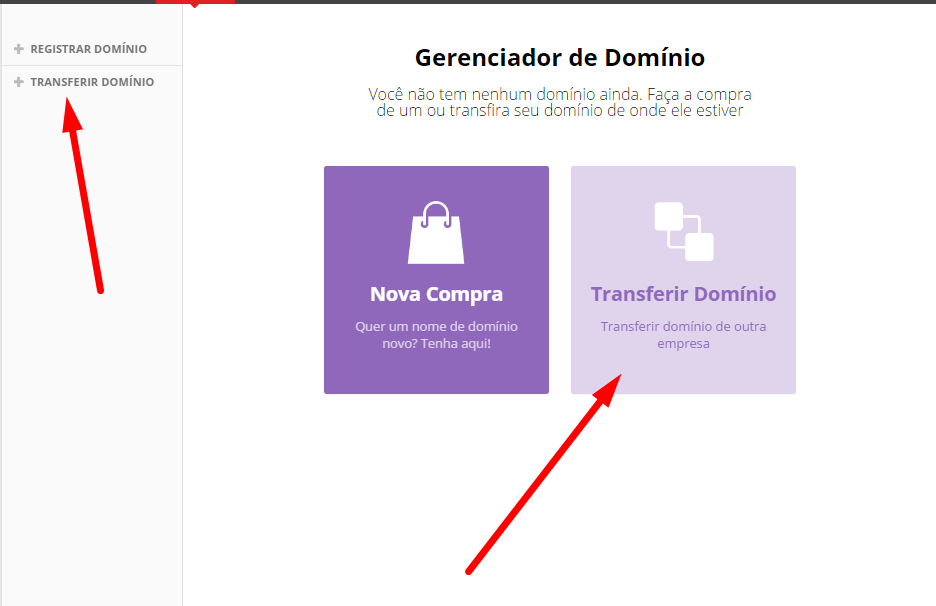 REGISTRAR DOMÍNIO
TRANSFERIR DOMÍNIO
Gerenciador de Domínio
Você não tem nenhum domínio ainda. Faça a compra
de um ou transfira seu domínio de onde ele estiver
Nova Compra
Quer um nome de domínio
novo? Tenha aqui!
Transferir Domínio
Transferir domínio de outra
empresa